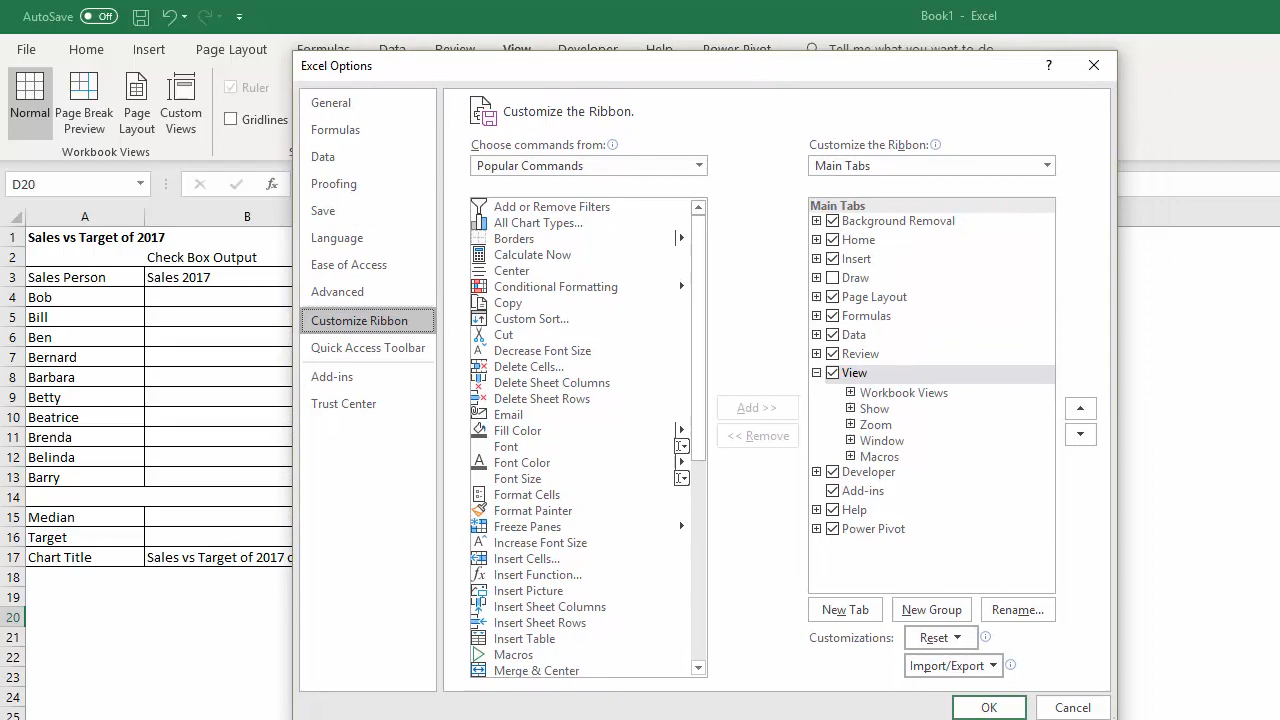 AutoSave Off
Book1 - Excel
File Home Insert Page Layout Formulas Data Review View Developer Help Power Pivot Tell me what you want to do
Normal
Page Break Preview
Page Layout
Custom Views
Workbook Views
Ruler
Gridlines
D20
fx
A B
1 Sales vs Target of 2017
2 Check Box Output
3 Sales Person Sales 2017
4 Bob
5 Bill
6 Ben
7 Bernard
8 Barbara
9 Betty
10 Beatrice
11 Brenda
12 Belinda
13 Barry
14
15 Median
16 Target
17 Chart Title Sales vs Target of 2017
18
19
20
21
22
23
24
25
Excel Options
?
General
Formulas
Data
Proofing
Save
Language
Ease of Access
Advanced
Customize Ribbon
Quick Access Toolbar
Add-ins
Trust Center
Customize the Ribbon.
Choose commands from:
Popular Commands
Add or Remove Filters
All Chart Types...
Borders
Calculate Now
Center
Conditional Formatting
Copy
Custom Sort...
Cut
Decrease Font Size
Delete Cells...
Delete Sheet Columns
Delete Sheet Rows
Email
Fill Color
Font
Font Color
Font Size
Format Cells
Format Painter
Freeze Panes
Increase Font Size
Insert Cells...
Insert Function...
Insert Picture
Insert Sheet Columns
Insert Sheet Rows
Insert Table
Macros
Merge & Center
Add >>
<< Remove
Customize the Ribbon:
Main Tabs
Main Tabs
Background Removal
Home
Insert
Draw
Page Layout
Formulas
Data
Review
View
Workbook Views
Show
Zoom
Window
Macros
Developer
Add-ins
Help
Power Pivot
New Tab New Group Rename...
Customizations: Reset
Import/Export
OK Cancel